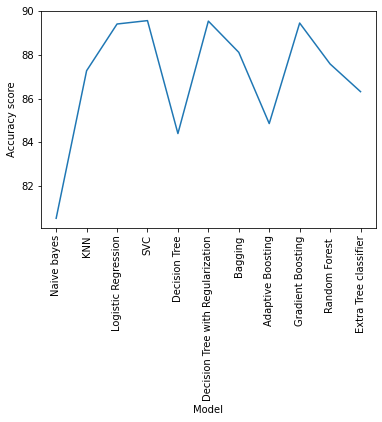 Accuracy score
90
88
86
84
82
Naive bayes
KNN
Logistic Regression
SVC
Decision Tree
Decision Tree with Regularization
Bagging
Adaptive Boosting
Gradient Boosting
Random Forest
Extra Tree classifier
Model